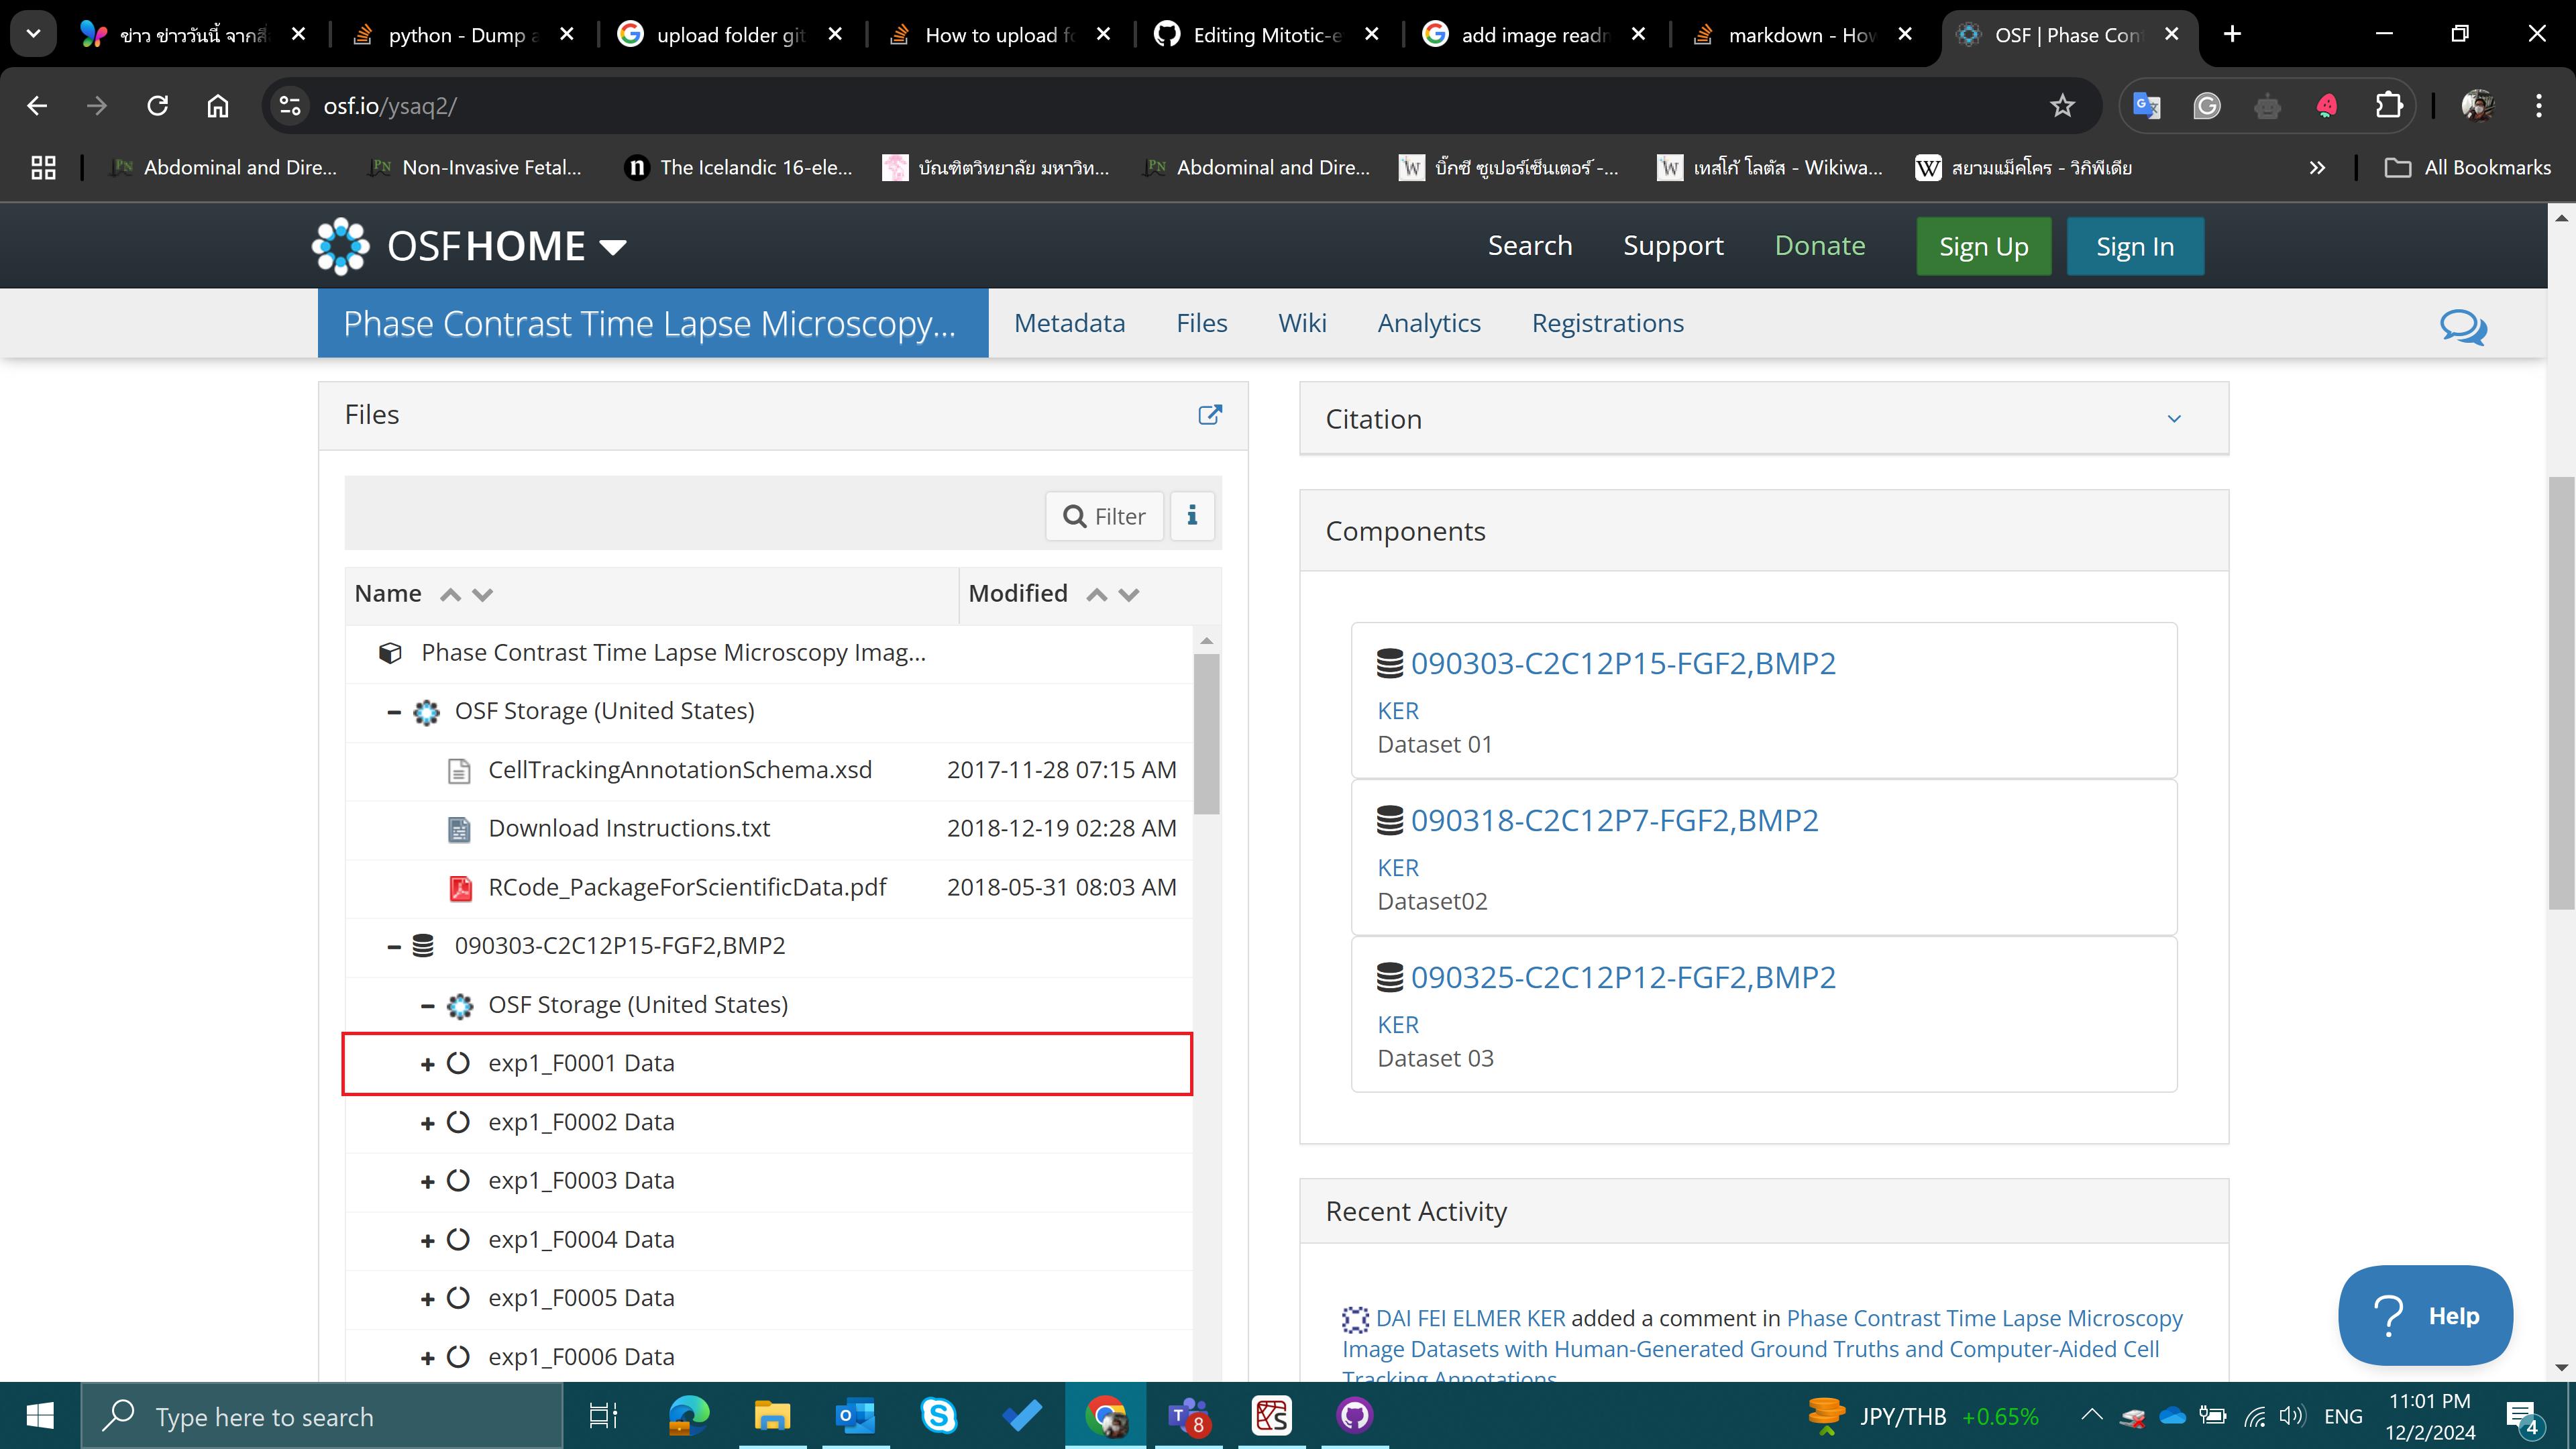 ข่าว ข่าววันนี้ จากสื่
python - Dump a
upload folder git
How to upload fo
Editing Mitotic-e
add image readm
markdown - How
OSF | Phase Cont
osf.io/ysaq2/
Abdominal and Dire...
Non-Invasive Fetal...
The Icelandic 16-ele...
บัณฑิตวิทยาลัย มหาวิท...
Abdominal and Dire...
บิ๊กซี ซูเปอร์เซ็นเตอร์ -...
เทสโก้ โลตัส - Wikiwa...
สยามแม็คโคร - วิกิพีเดีย
All Bookmarks
OSFHOME
Search
Support
Donate
Sign Up
Sign In
Phase Contrast Time Lapse Microscopy...
Metadata
Files
Wiki
Analytics
Registrations
Files
Filter
Name
Modified
Phase Contrast Time Lapse Microscopy Imag...
OSF Storage (United States)
CellTrackingAnnotationSchema.xsd 2017-11-28 07:15 AM
Download Instructions.txt 2018-12-19 02:28 AM
RCode_PackageForScientificData.pdf 2018-05-31 08:03 AM
090303-C2C12P15-FGF2,BMP2
OSF Storage (United States)
exp1_F0001 Data
exp1_F0002 Data
exp1_F0003 Data
exp1_F0004 Data
exp1_F0005 Data
exp1_F0006 Data
Citation
Components
090303-C2C12P15-FGF2,BMP2
KER
Dataset 01
090318-C2C12P7-FGF2,BMP2
KER
Dataset02
090325-C2C12P12-FGF2,BMP2
KER
Dataset 03
Recent Activity
DAI FEI ELMER KER added a comment in Phase Contrast Time Lapse Microscopy
Image Datasets with Human-Generated Ground Truths and Computer-Aided Cell
Tracking Annotations
? Help
Type here to search
8
JPY/THB +0.65%
ENG
11:01 PM
12/2/2024
4